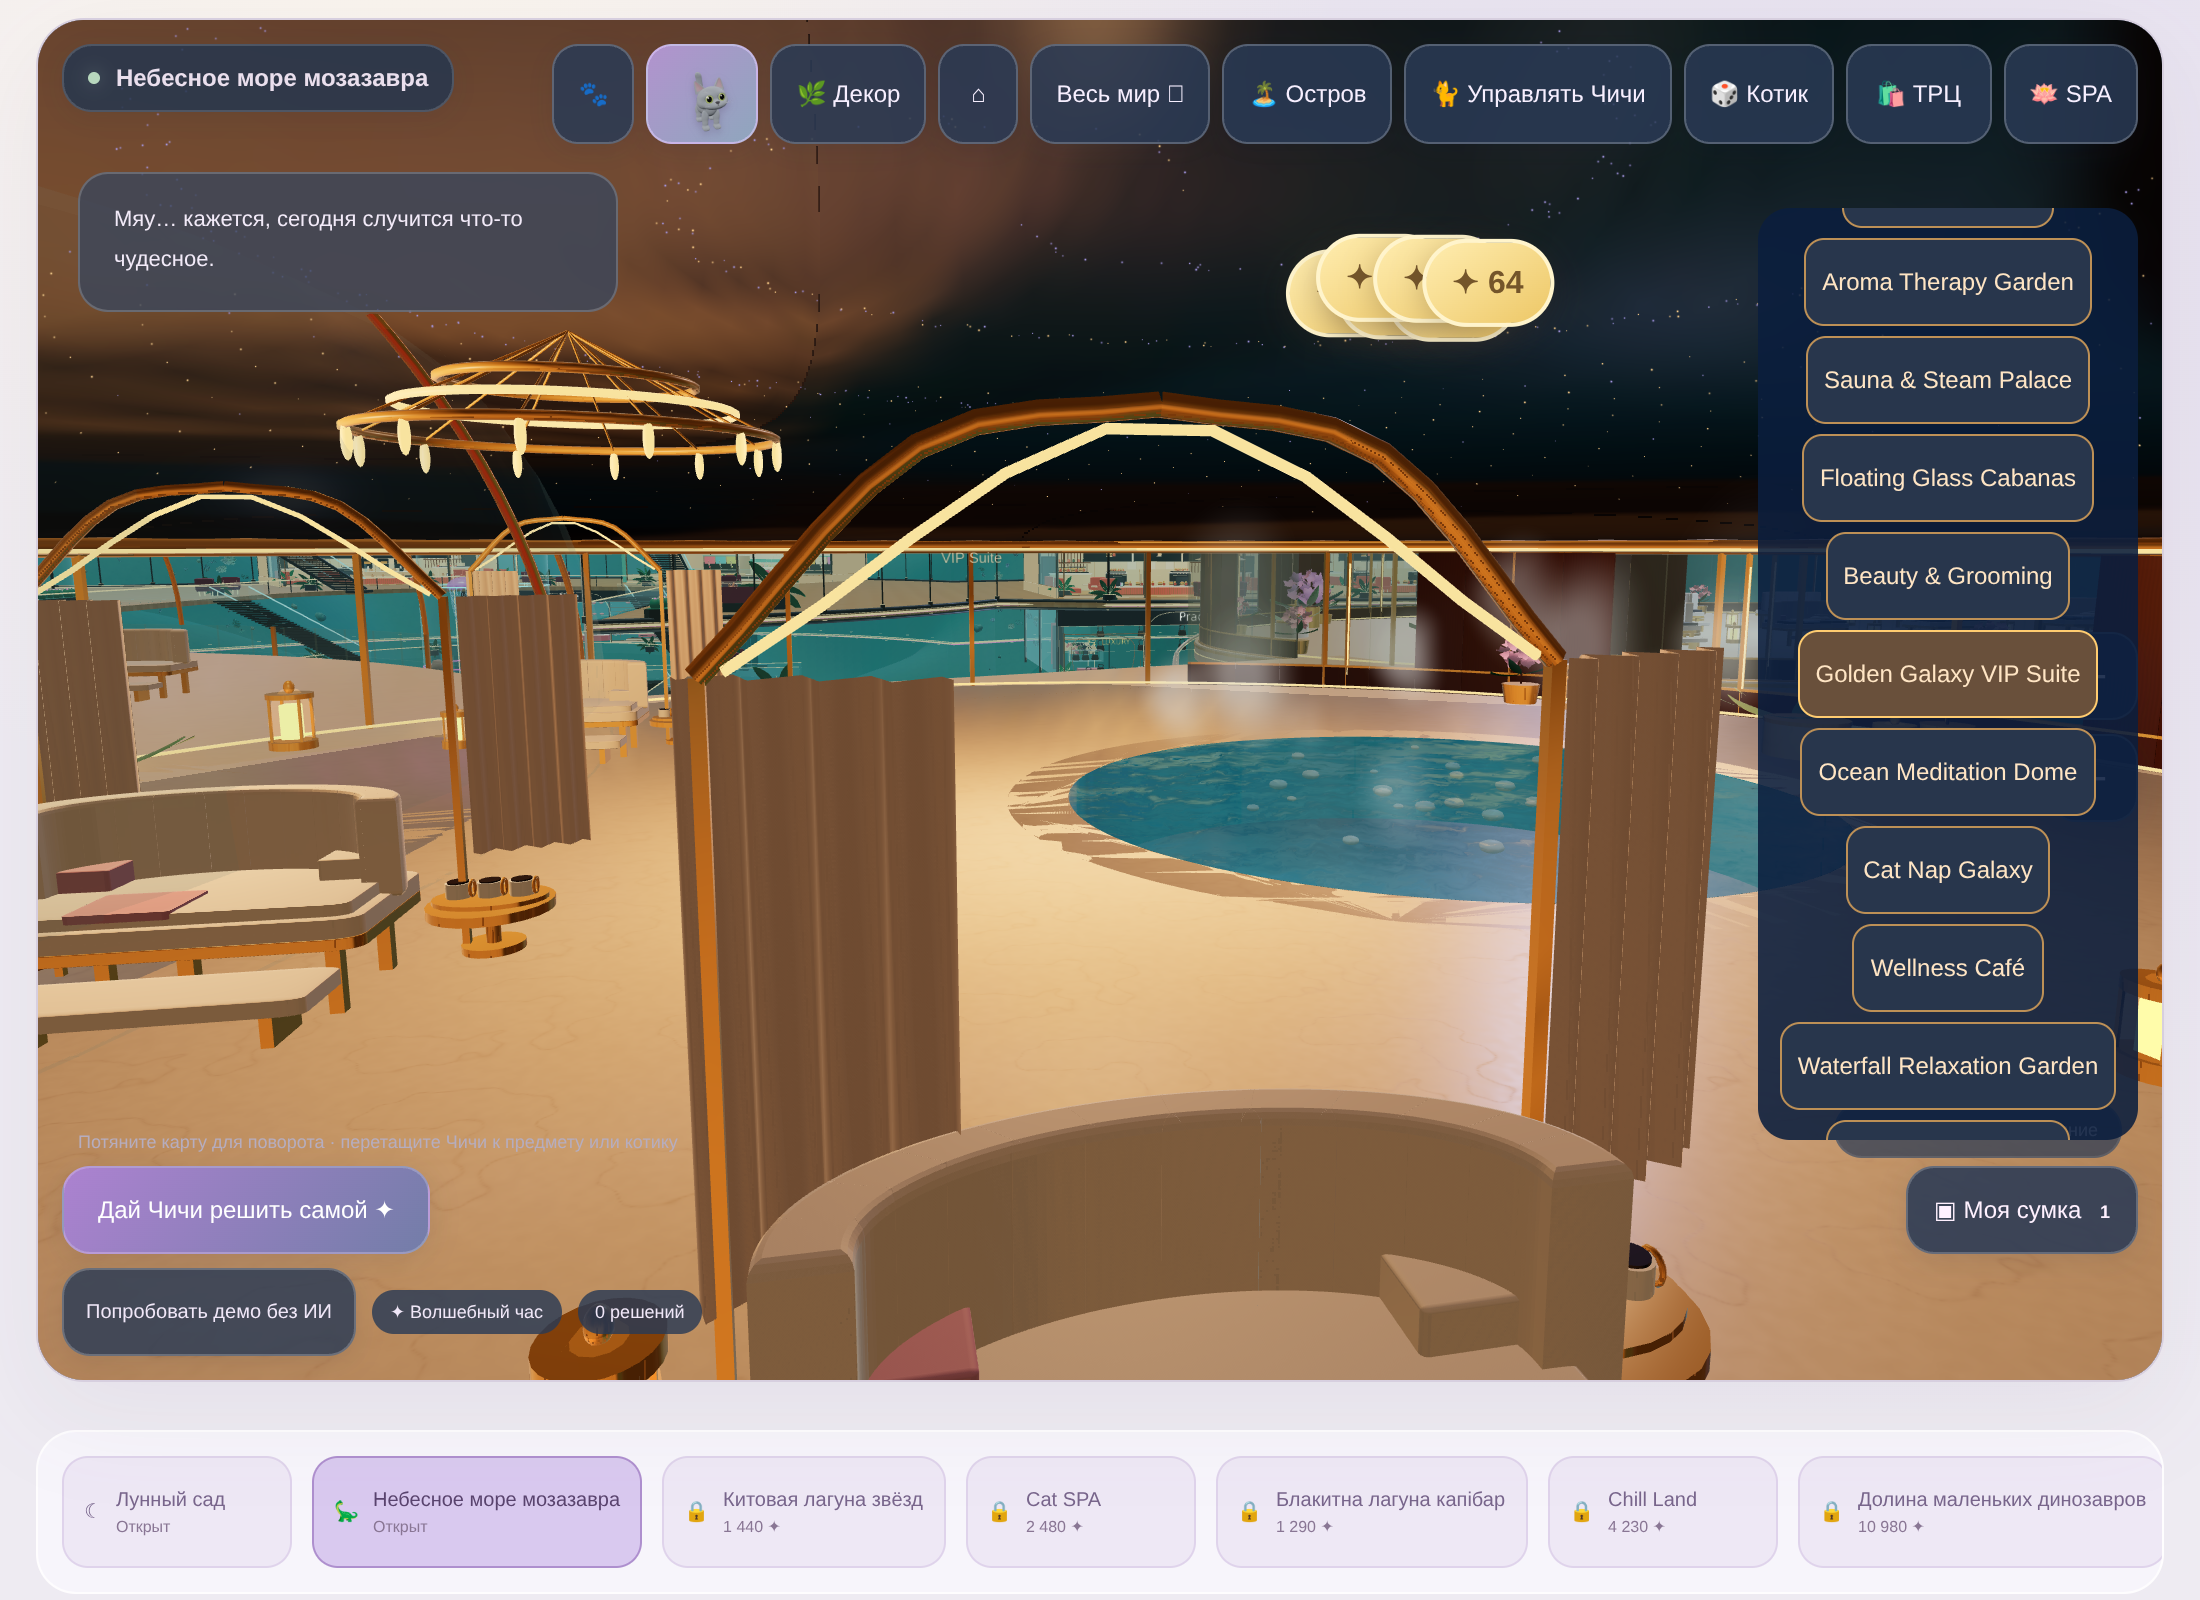 Небесное море мозазавра
Декор
Весь мир
Остров
Управлять Чичи
Котик
ТРЦ
SPA
Мяу… кажется, сегодня случится что-то
чудесное.
✦ 64
Aroma Therapy Garden
Sauna & Steam Palace
Floating Glass Cabanas
Beauty & Grooming
Golden Galaxy VIP Suite
Ocean Meditation Dome
Cat Nap Galaxy
Wellness Café
Waterfall Relaxation Garden
VIP Suite
Потяните карту для поворота · перетащите Чичи к предмету или котику
Дай Чичи решить самой ✦
Моя сумка 1
Попробовать демо без ИИ
✦ Волшебный час
0 решений
Лунный сад
Открыт
Небесное море мозазавра
Открыт
Китовая лагуна звёзд
1 440 ✦
Cat SPA
2 480 ✦
Блакитна лагуна капібар
1 290 ✦
Chill Land
4 230 ✦
Долина маленьких динозавров
10 980 ✦